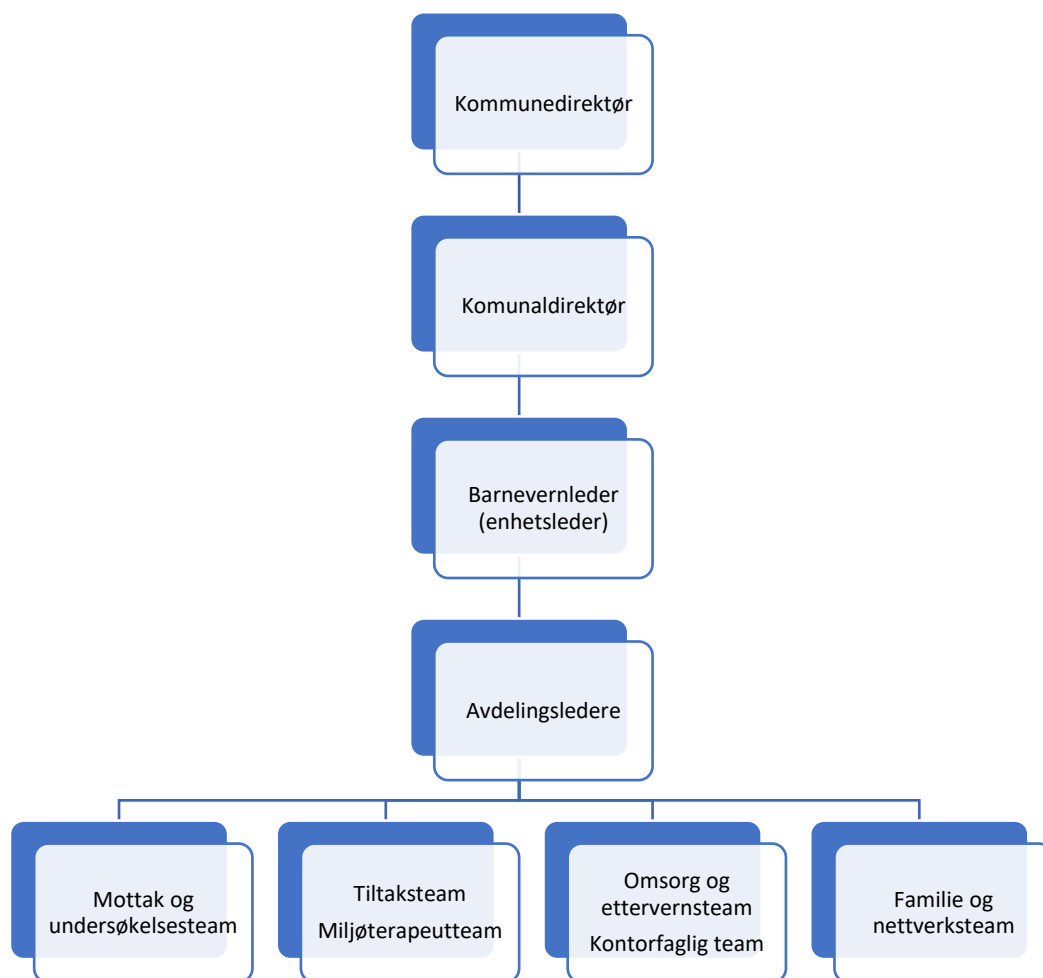 Kommunedirektør
Komunaldirektør
Barnevernleder
(enhetsleder)
Avdelingsledere
Mottak og
undersøkelsesteam
Tiltaksteam
Miljøterapeutteam
Omsorg og
ettervernsteam
Kontorfaglig team
Familie og
nettverksteam